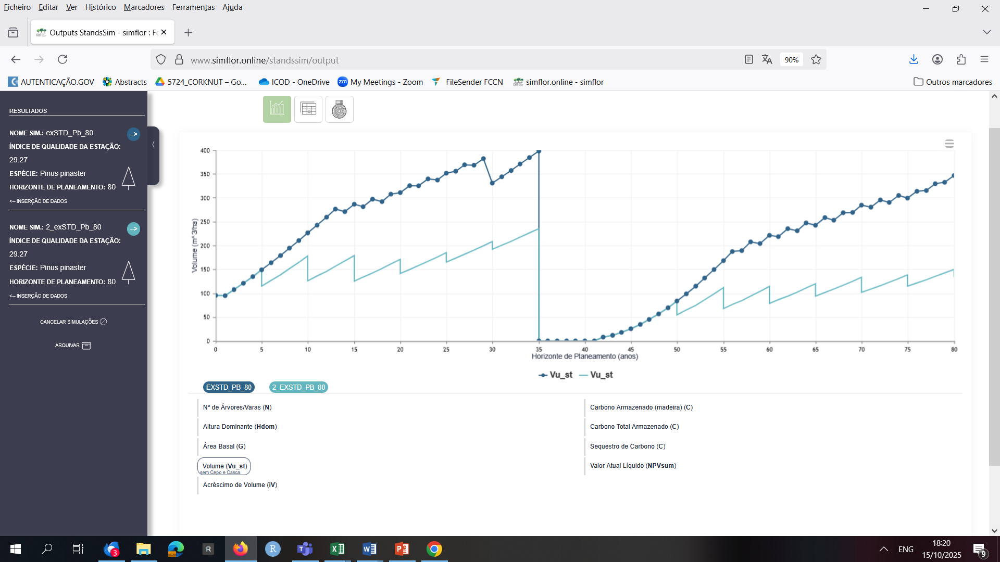 Ficheiro Editar Ver Histórico Marcadores Ferramentas Ajuda
Outputs StandsSim - simflor : Fo
www.simflor.online/standssim/output
90%
AUTENTICAÇÃO.GOV Abstracts 5724_CORKNUT – Go... ICOD - OneDrive My Meetings - Zoom FileSender FCCN simflor.online - simflor Outros marcadores
RESULTADOS
NOME SIM.: exSTD_Pb_80 -->
ÍNDICE DE QUALIDADE DA ESTAÇÃO:
29.27
ESPÉCIE: Pinus pinaster
HORIZONTE DE PLANEAMENTO: 80
<-- INSERÇÃO DE DADOS
NOME SIM.: 2_exSTD_Pb_80 -->
ÍNDICE DE QUALIDADE DA ESTAÇÃO:
29.27
ESPÉCIE: Pinus pinaster
HORIZONTE DE PLANEAMENTO: 80
<-- INSERÇÃO DE DADOS
CANCELAR SIMULAÇÕES
ARQUIVAR
Volume (m^3/ha)
400
350
300
250
200
150
100
50
0
0 5 10 15 20 25 30 35 40 45 50 55 60 65 70 75 80
Horizonte de Planeamento (anos)
Vu_st Vu_st
EXSTD_PB_80 2_EXSTD_PB_80
Nº de Árvores/Varas (N)
Altura Dominante (Hdom)
Área Basal (G)
Volume (Vu_st)
sem Cepo e Casca
Acréscimo de Volume (iV)
Carbono Armazenado (madeira) (C)
Carbono Total Armazenado (C)
Sequestro de Carbono (C)
Valor Atual Líquido (NPVsum)
3
R
R
ENG
18:20
15/10/2025
9